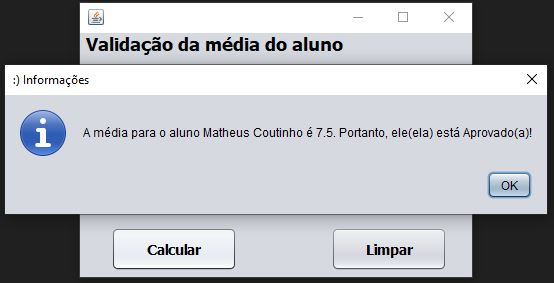 Validação da média do aluno
:) Informações
A média para o aluno Matheus Coutinho é 7.5. Portanto, ele(ela) está Aprovado(a)!
OK
Calcular
Limpar